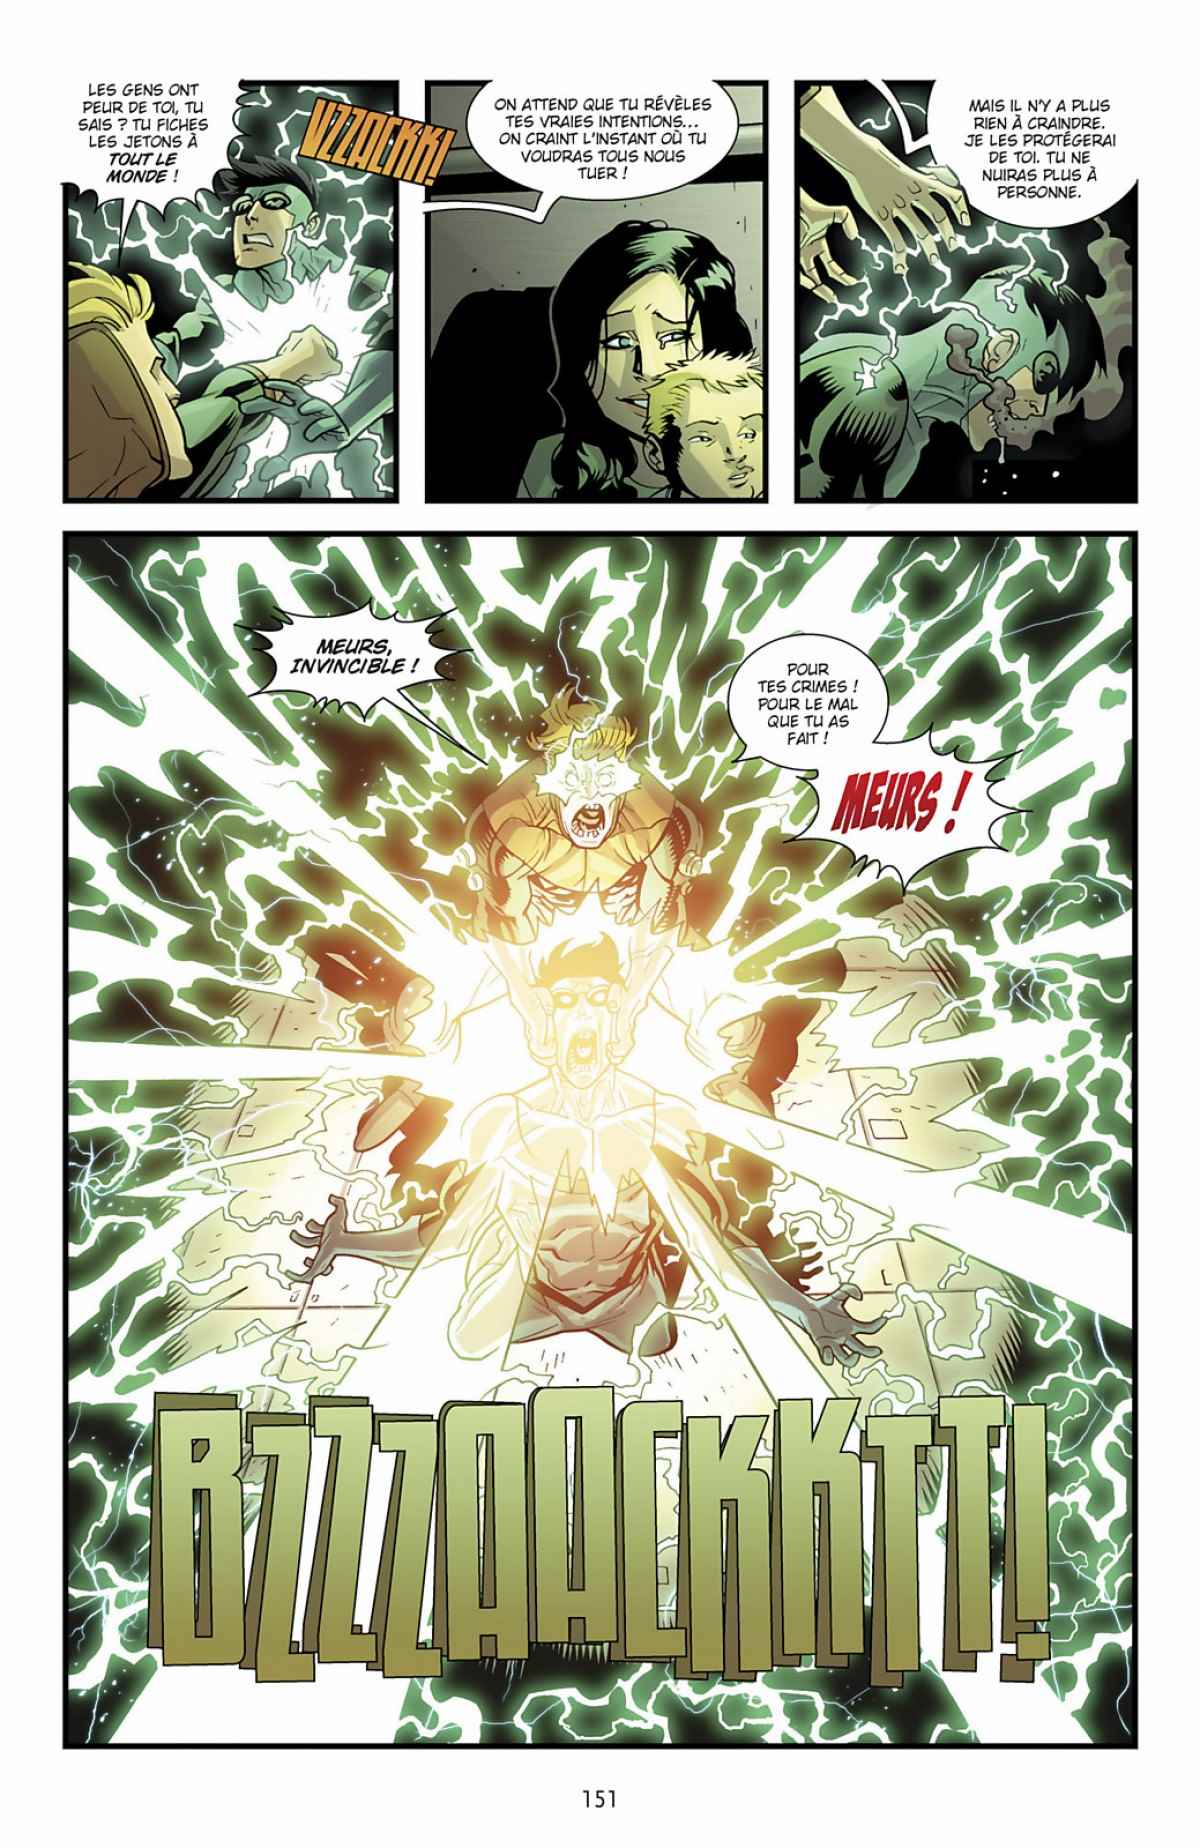 LES GENS ONT
PEUR DE TOI, TU
SAIS ? TU FICHES
LES JETONS À
TOUT LE
MONDE !
VZZACKK!
ON ATTEND QUE TU RÉVÈLES
TES VRAIES INTENTIONS...
ON CRAINT L'INSTANT OÙ TU
VOUDRAS TOUS NOUS
TUER !
MAIS IL N'Y A PLUS
RIEN À CRAINDRE.
JE LES PROTÉGERAI
DE TOI. TU NE
NUIRAS PLUS À
PERSONNE.
MEURS,
INVINCIBLE !
POUR
TES CRIMES !
POUR LE MAL
QUE TU AS
FAIT !
MEURS !
BZZZAAACKKKTT!
151